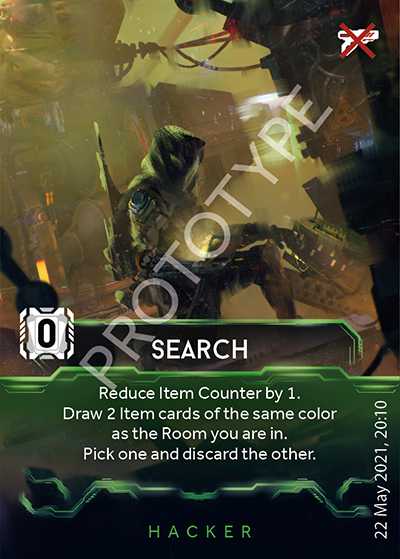 PROTOTYPE
0
SEARCH
Reduce Item Counter by 1.
Draw 2 Item cards of the same color
as the Room you are in.
Pick one and discard the other.
22 May 2021, 20:10
HACKER